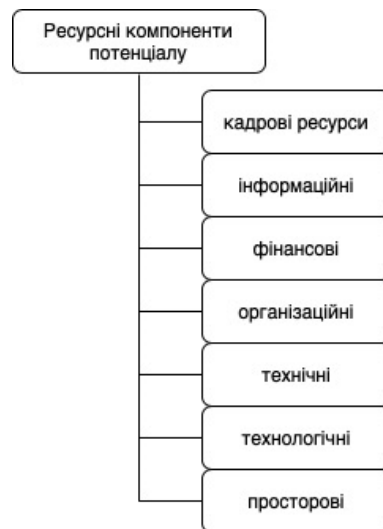 Ресурсні компоненти
потенціалу
кадрові ресурси
інформаційні
фінансові
організаційні
технічні
технологічні
просторові